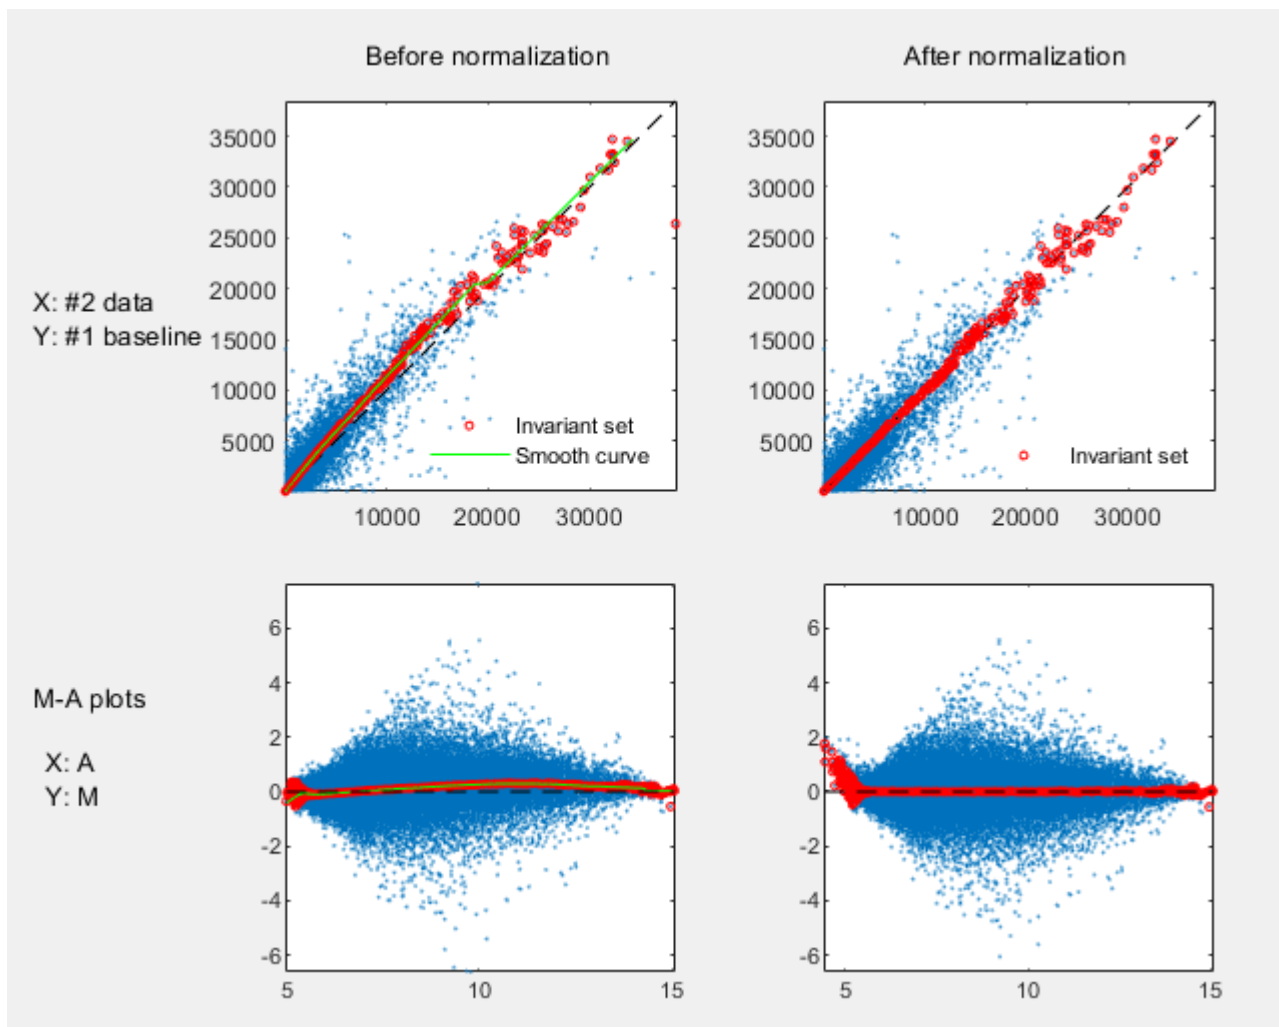 Before normalization
After normalization
35000
30000
25000
20000
15000
10000
5000
10000 20000 30000
Invariant set
Smooth curve
X: #2 data
Y: #1 baseline
35000
30000
25000
20000
15000
10000
5000
10000 20000 30000
Invariant set
M-A plots
X: A
Y: M
6
4
2
0
-2
-4
-6
5 10 15
6
4
2
0
-2
-4
-6
5 10 15